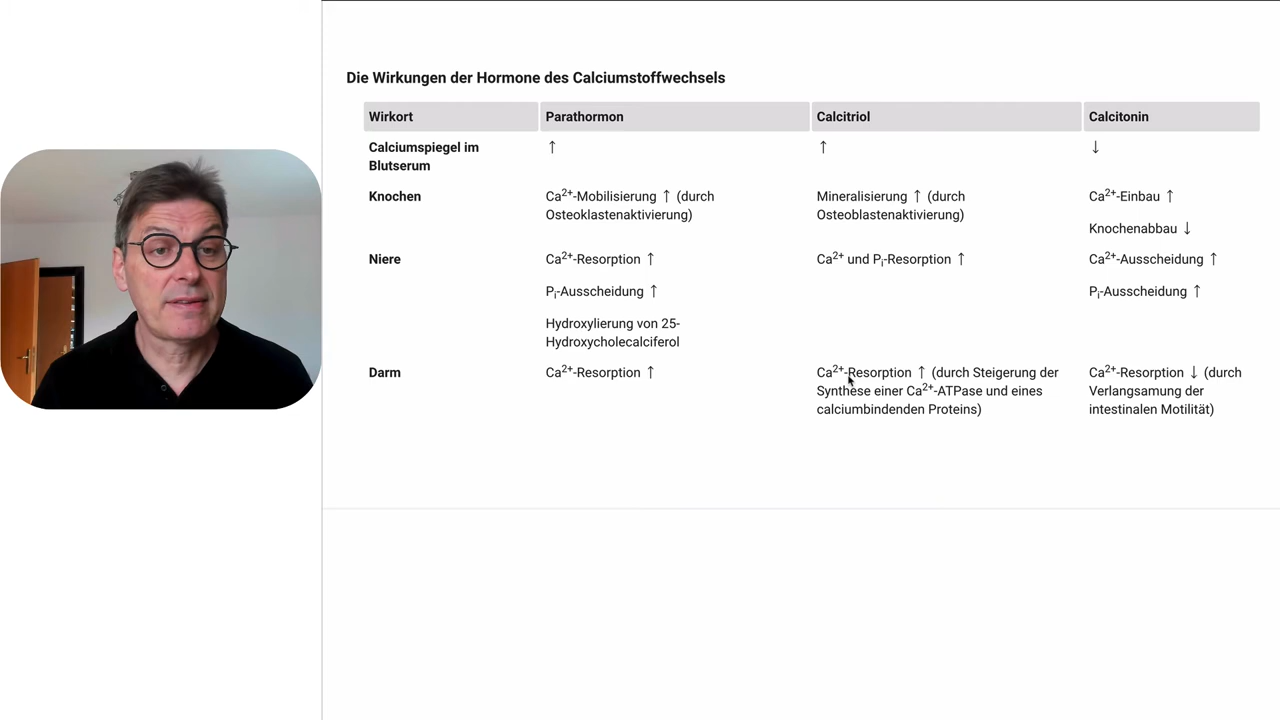 Die Wirkungen der Hormone des Calciumstoffwechsels
Wirkort Parathormon Calcitriol Calcitonin
Calciumspiegel im Blutserum ↑ ↑ ↓
Knochen Ca²⁺-Mobilisierung ↑ (durch Osteoklastenaktivierung) Mineralisierung ↑ (durch Osteoblastenaktivierung) Ca²⁺-Einbau ↑
Knochenabbau ↓
Niere Ca²⁺-Resorption ↑ Ca²⁺ und Pᵢ-Resorption ↑ Ca²⁺-Ausscheidung ↑
Pᵢ-Ausscheidung ↑ Pᵢ-Ausscheidung ↑
Hydroxylierung von 25-
Hydroxycholecalciferol
Darm Ca²⁺-Resorption ↑ Ca²⁺-Resorption ↑ (durch Steigerung der Synthese einer Ca²⁺-ATPase und eines calciumbindenden Proteins) Ca²⁺-Resorption ↓ (durch Verlangsamung der intestinalen Motilität)